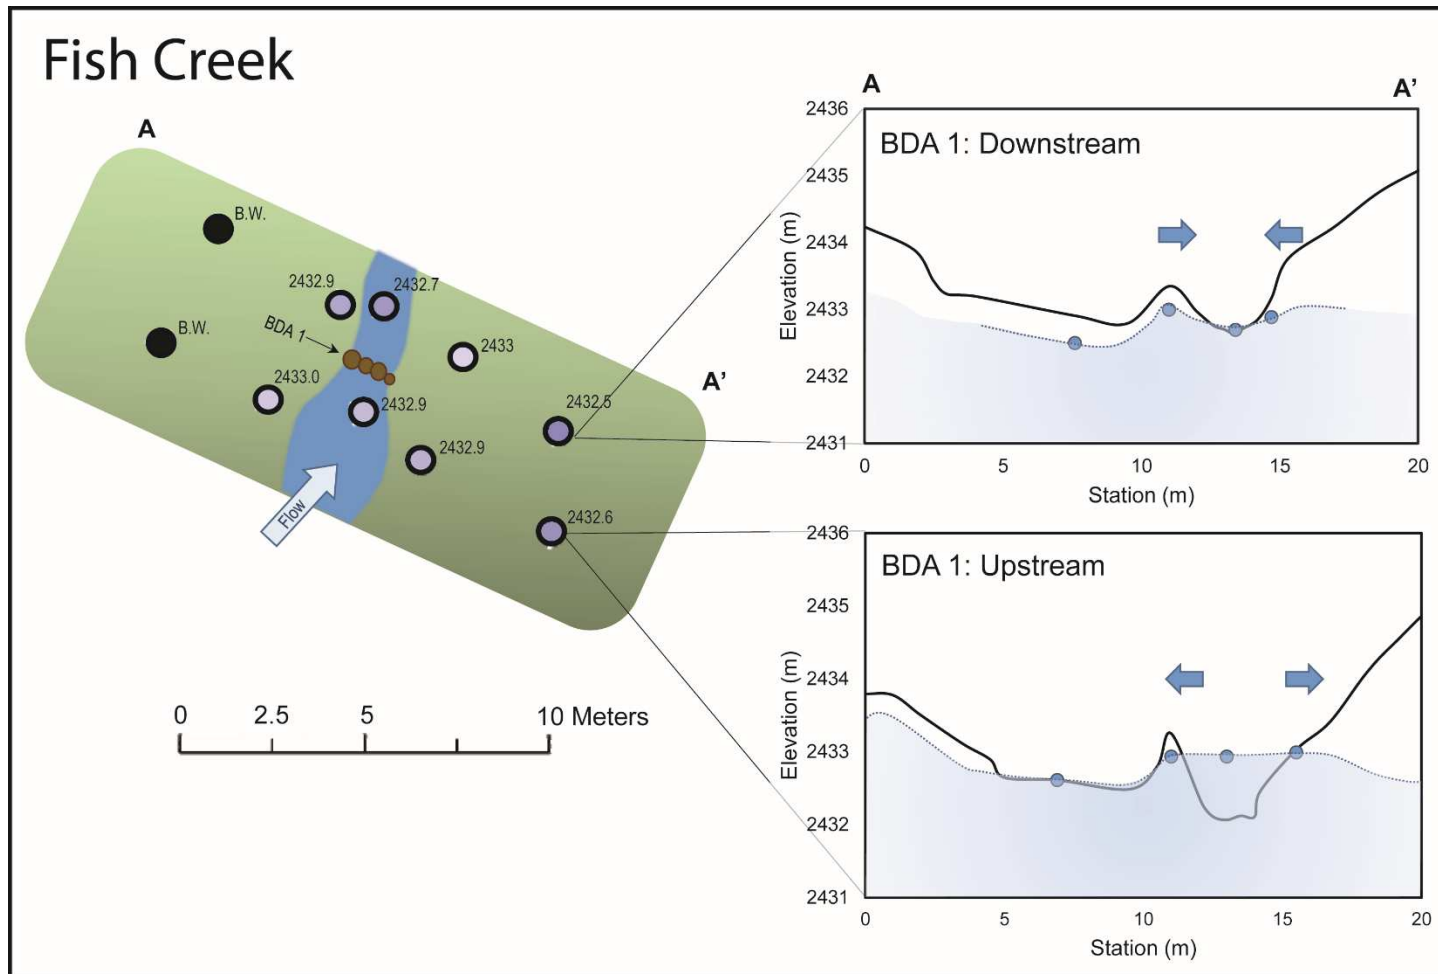 Fish Creek
A
B.W.
2432.9
2432.7
BDA 1
B.W.
2433
2433.0
2432.9
A'
2432.5
2432.9
Flow
2432.6
0 2.5 5 10 Meters
A A'
BDA 1: Downstream
Elevation (m)
2436
2435
2434
2433
2432
2431
0 5 10 15 20
Station (m)
BDA 1: Upstream
Elevation (m)
2436
2435
2434
2433
2432
2431
0 5 10 15 20
Station (m)